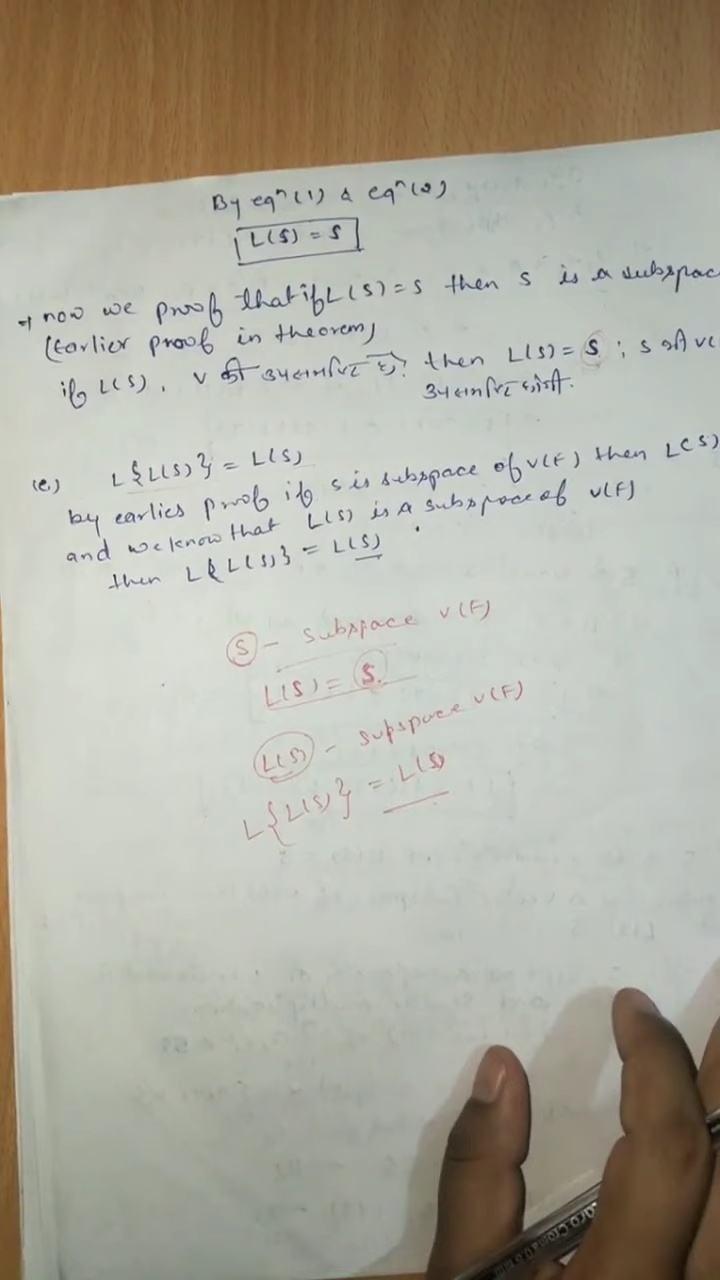 By eqⁿ(1) & eqⁿ(2)
L(S) = S
→ now we proof that if L(S) = S then S is a subspac
(Earlier proof in theorem)
if L(S), V की उपसमष्टि है? then L(S) = S ; S भी V(
उपसमष्टि होगी.
(e.) L{L(S)} = L(S)
by earlier proof if S is subspace of V(F) then L(S)
and we know that L(S) is a subspace of V(F)
then L{L(S)} = L(S)
S - subspace V(F)
L(S) = S.
L(S) - subspace V(F)
L{L(S)} = L(S)